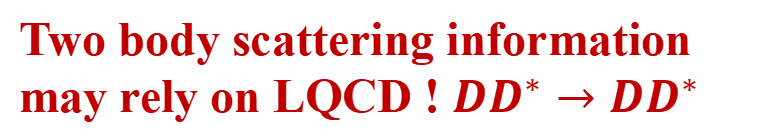 Two body scattering information
may rely on LQCD ! DD* → DD*